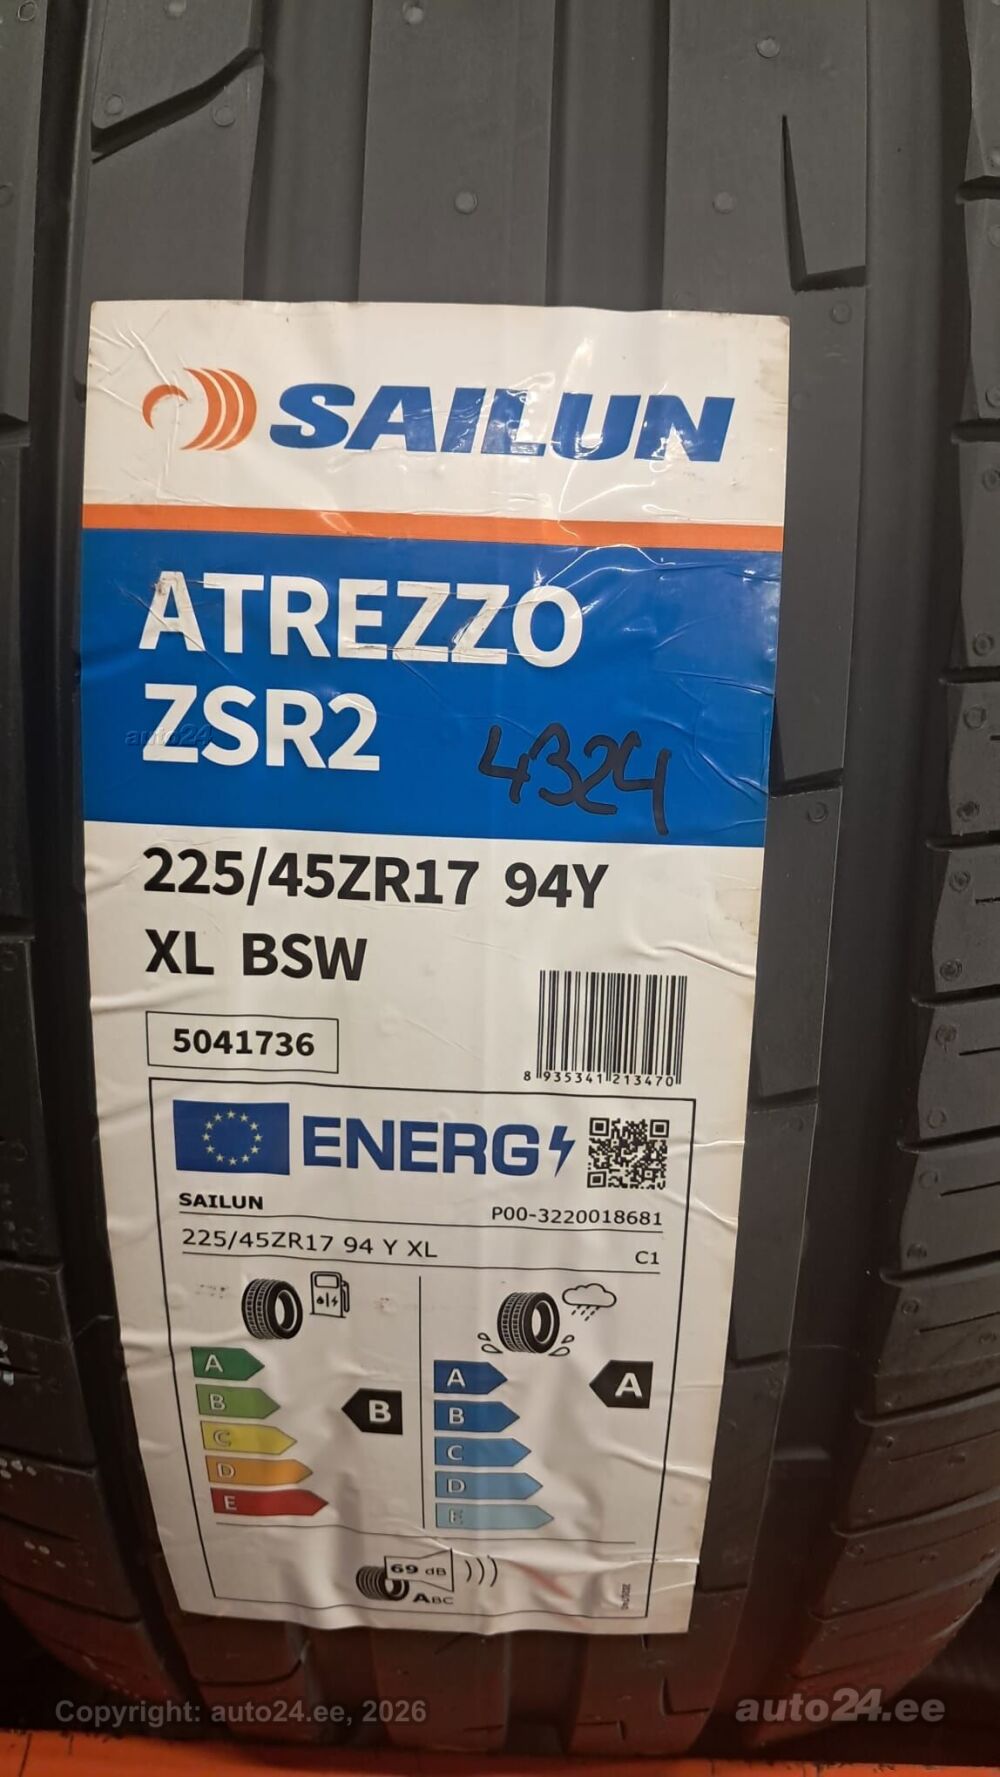 SAILUN
ATREZZO
ZSR2
auto24
4324
225/45ZR17 94Y
XL BSW
5041736
8 935341 213470
ENERG
SAILUN
P00-3220018681
225/45ZR17 94 Y XL
C1
A
B
C
D
E
B
A
B
C
D
E
A
69 dB
ABC
Copyright: auto24.ee, 2026
auto24.ee